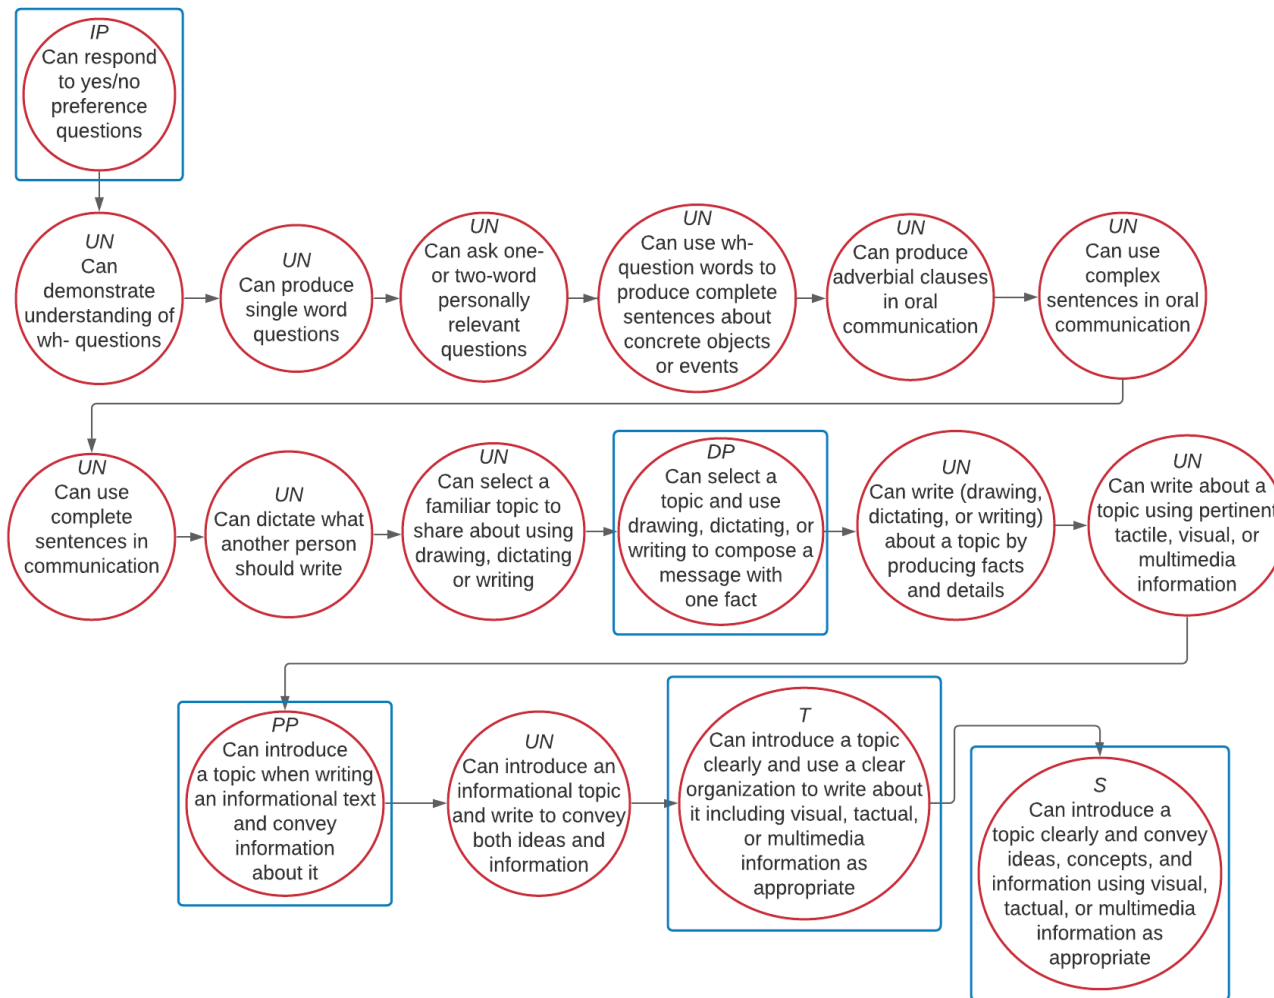 IP
Can respond
to yes/no
preference
questions
UN
Can
demonstrate
understanding of
wh- questions
UN
Can produce
single word
questions
UN
Can ask one-
or two-word
personally
relevant
questions
UN
Can use wh-
question words to
produce complete
sentences about
concrete objects
or events
UN
Can produce
adverbial clauses
in oral
communication
UN
Can use
complex
sentences in oral
communication
UN
Can use
complete
sentences in
communication
UN
Can dictate what
another person
should write
UN
Can select a
familiar topic to
share about using
drawing, dictating
or writing
DP
Can select a
topic and use
drawing, dictating, or
writing to compose a
message with
one fact
UN
Can write (drawing,
dictating, or writing)
about a topic by
producing facts
and details
UN
Can write about a
topic using pertinent
tactile, visual, or
multimedia
information
PP
Can introduce
a topic when writing
an informational text
and convey
information
about it
UN
Can introduce an
informational topic
and write to convey
both ideas and
information
T
Can introduce a topic
clearly and use a clear
organization to write about
it including visual, tactual,
or multimedia
information as
appropriate
S
Can introduce a
topic clearly and convey
ideas, concepts, and
information using visual,
tactual, or multimedia
information as
appropriate